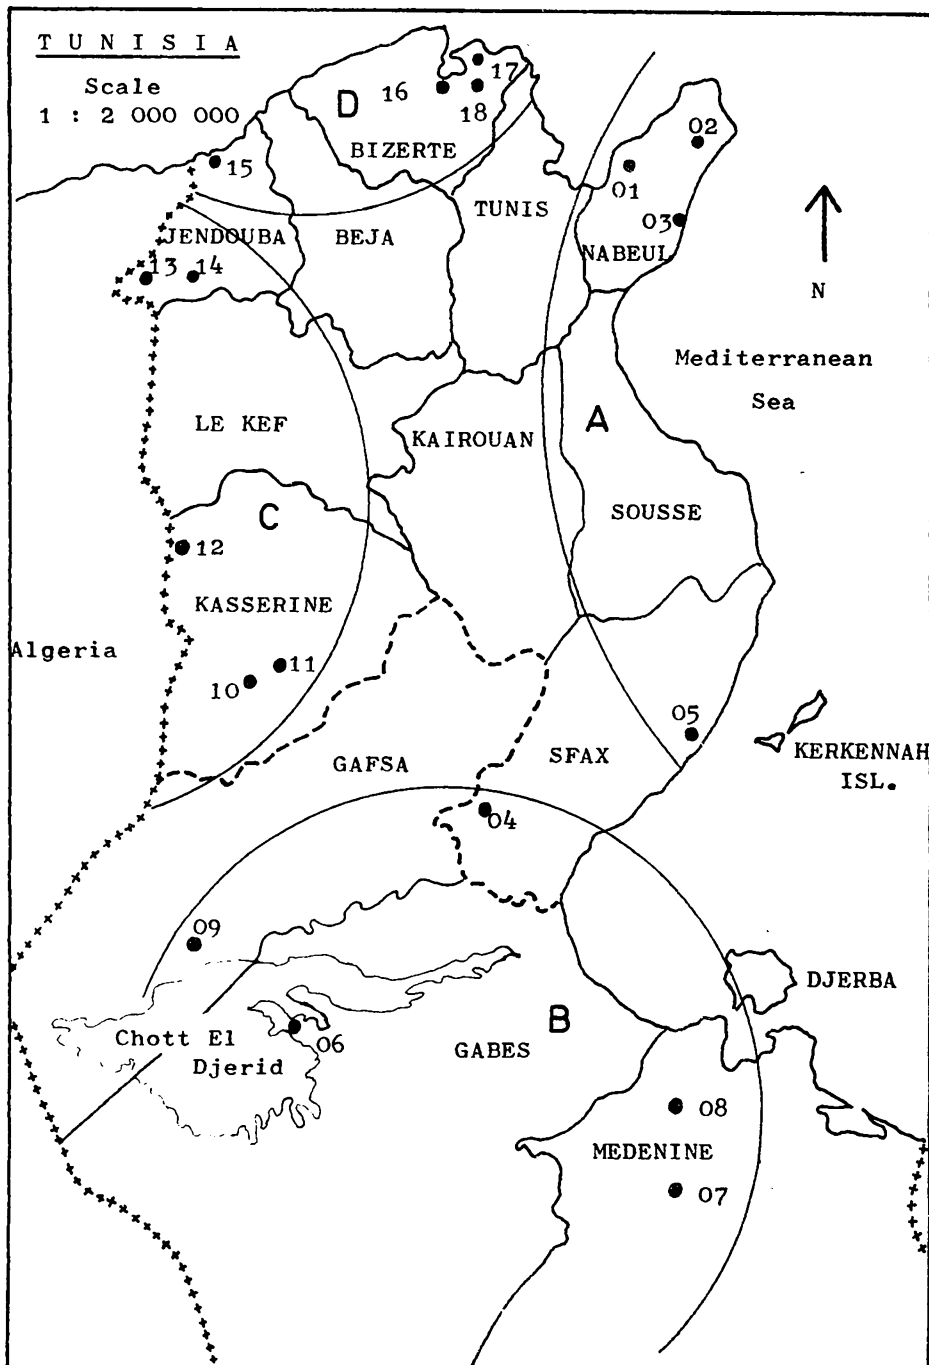 T U N I S I A
Scale
1 : 2 000 000
16
D
17
18
BIZERTE
02
01
15
TUNIS
03
JENDOUBA
BEJA
NABEUL
13
14
N
Mediterranean
Sea
LE KEF
KAIROUAN
A
C
SOUSSE
12
KASSERINE
Algeria
11
10
05
GAFSA
SFAX
KERKENNAH
ISL.
04
09
DJERBA
Chott El
Djerid
06
B
GABES
08
MEDENINE
07